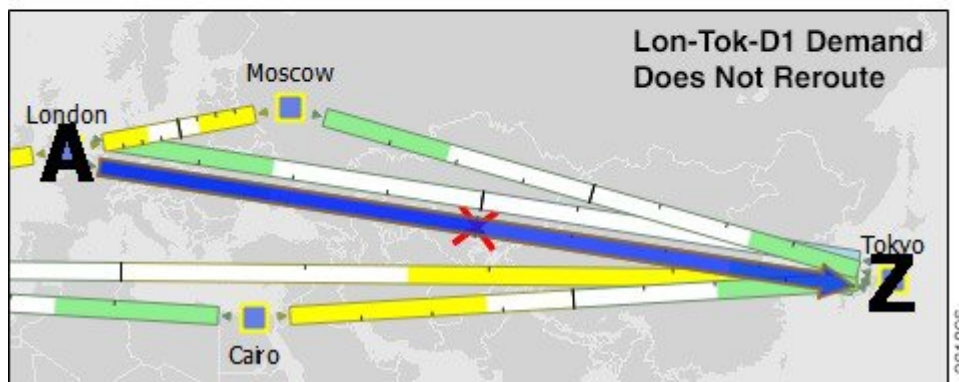 Lon-Tok-D1 Demand
Does Not Reroute
Moscow
London
A
Tokyo
Z
Cairo